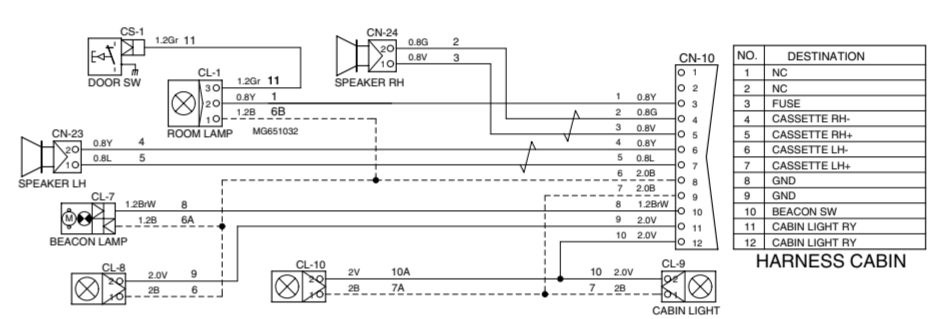 CS-1
1.2Gr 11
DOOR SW
CL-1
3
2
1
1.2Gr 11
0.8Y 1
1.2B 6B
ROOM LAMP
MG651032
CN-24
2
1
0.8G 2
0.8V 3
SPEAKER RH
CN-23
2
1
0.8Y 4
0.8L 5
SPEAKER LH
CL-7
M
1.2BrW 8
1.2B 6A
BEACON LAMP
CL-8
2
1
2.0V 9
2B 6
CL-10
2
1
2V 10A
2B 7A
10 2.0V
7 2B
CL-9
2
1
CABIN LIGHT
CN-10
1
2
1 0.8Y 3
2 0.8G 4
3 0.8V 5
4 0.8Y 6
5 0.8L 7
6 2.0B 8
7 2.0B 9
8 1.2BrW 10
9 2.0V 11
10 2.0V 12
NO. DESTINATION
1 NC
2 NC
3 FUSE
4 CASSETTE RH-
5 CASSETTE RH+
6 CASSETTE LH-
7 CASSETTE LH+
8 GND
9 GND
10 BEACON SW
11 CABIN LIGHT RY
12 CABIN LIGHT RY
HARNESS CABIN